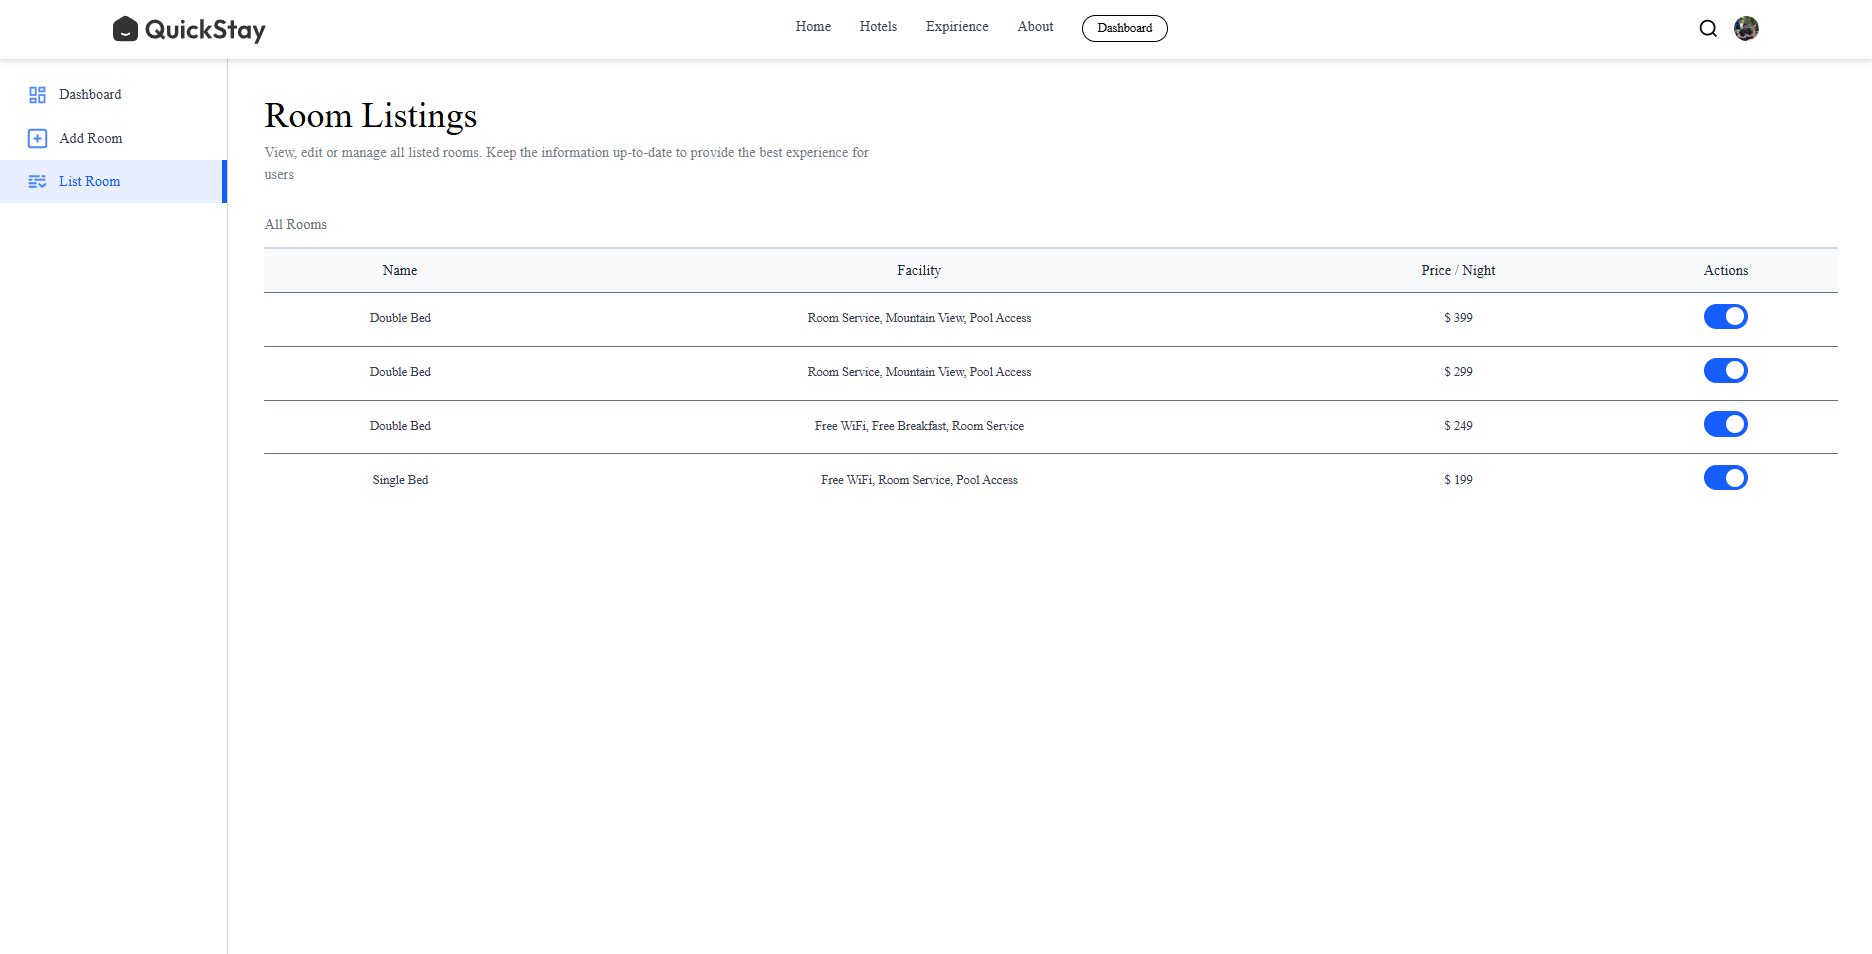 QuickStay
Home Hotels Expirience About Dashboard
Dashboard
Add Room
List Room
Room Listings
View, edit or manage all listed rooms. Keep the information up-to-date to provide the best experience for
users
All Rooms
Name Facility Price / Night Actions
Double Bed Room Service, Mountain View, Pool Access $ 399
Double Bed Room Service, Mountain View, Pool Access $ 299
Double Bed Free WiFi, Free Breakfast, Room Service $ 249
Single Bed Free WiFi, Room Service, Pool Access $ 199